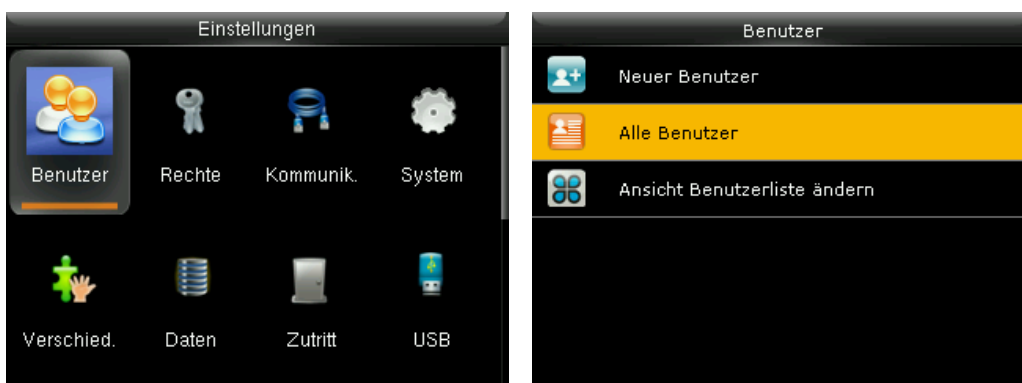 Einstellungen
Benutzer Rechte Kommunik. System
Verschied. Daten Zutritt USB
Benutzer
Neuer Benutzer
Alle Benutzer
Ansicht Benutzerliste ändern